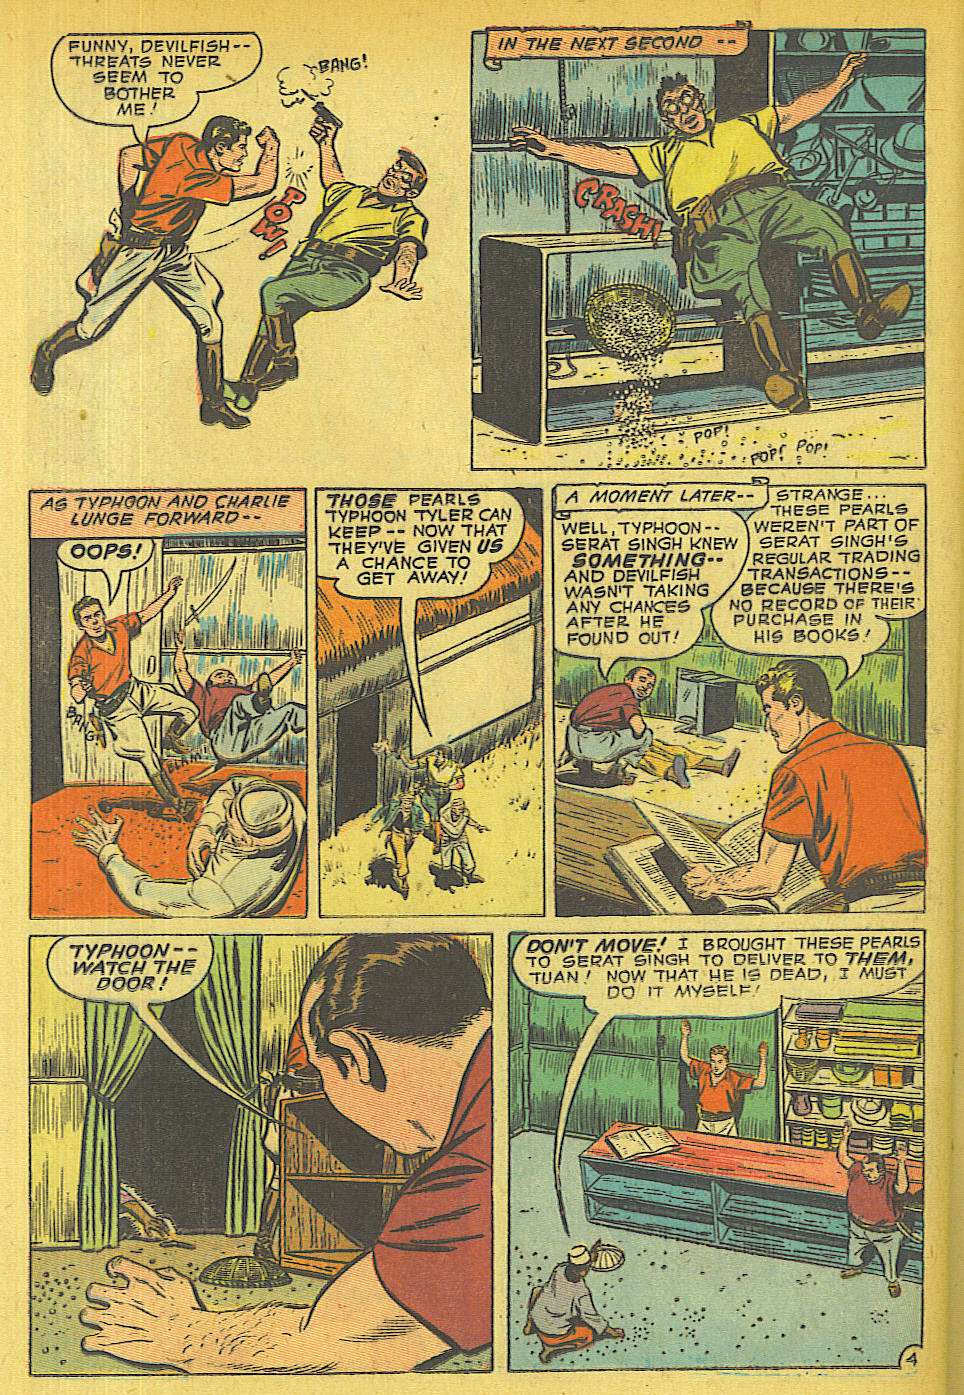 FUNNY, DEVILFISH--
THREATS NEVER
SEEM TO
BOTHER
ME!
BANG!
POW!
IN THE NEXT SECOND --
CRASH!
POP!
POP!
POP!
AS TYPHOON AND CHARLIE
LUNGE FORWARD--
OOPS!
BANG!
BLAM!
THOSE PEARLS
TYPHOON TYLER CAN
KEEP-- NOW THAT
THEY'VE GIVEN US
A CHANCE TO
GET AWAY!
A MOMENT LATER--
WELL, TYPHOON--
SERAT SINGH KNEW
SOMETHING--
AND DEVILFISH
WASN'T TAKING
ANY CHANCES
AFTER HE
FOUND OUT!
STRANGE...
THESE PEARLS
WEREN'T PART OF
SERAT SINGH'S
REGULAR TRADING
TRANSACTIONS--
BECAUSE THERE'S
NO RECORD OF THEIR
PURCHASE IN
HIS BOOKS!
TYPHOON--
WATCH THE
DOOR!
DON'T MOVE! I BROUGHT THESE PEARLS
TO SERAT SINGH TO DELIVER TO THEM,
TUAN! NOW THAT HE IS DEAD, I MUST
DO IT MYSELF!
4